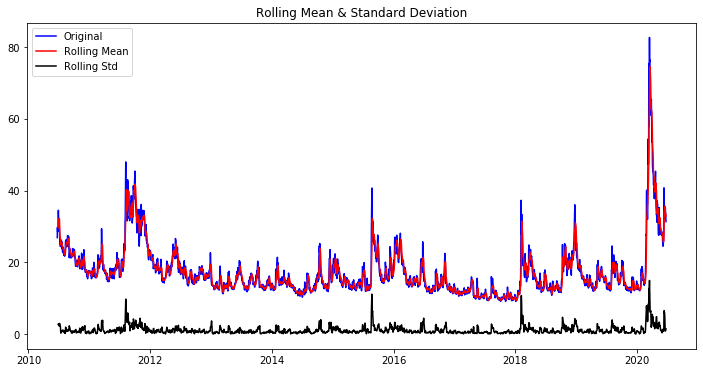 Rolling Mean & Standard Deviation
Original
Rolling Mean
Rolling Std
80
60
40
20
0
2010 2012 2014 2016 2018 2020